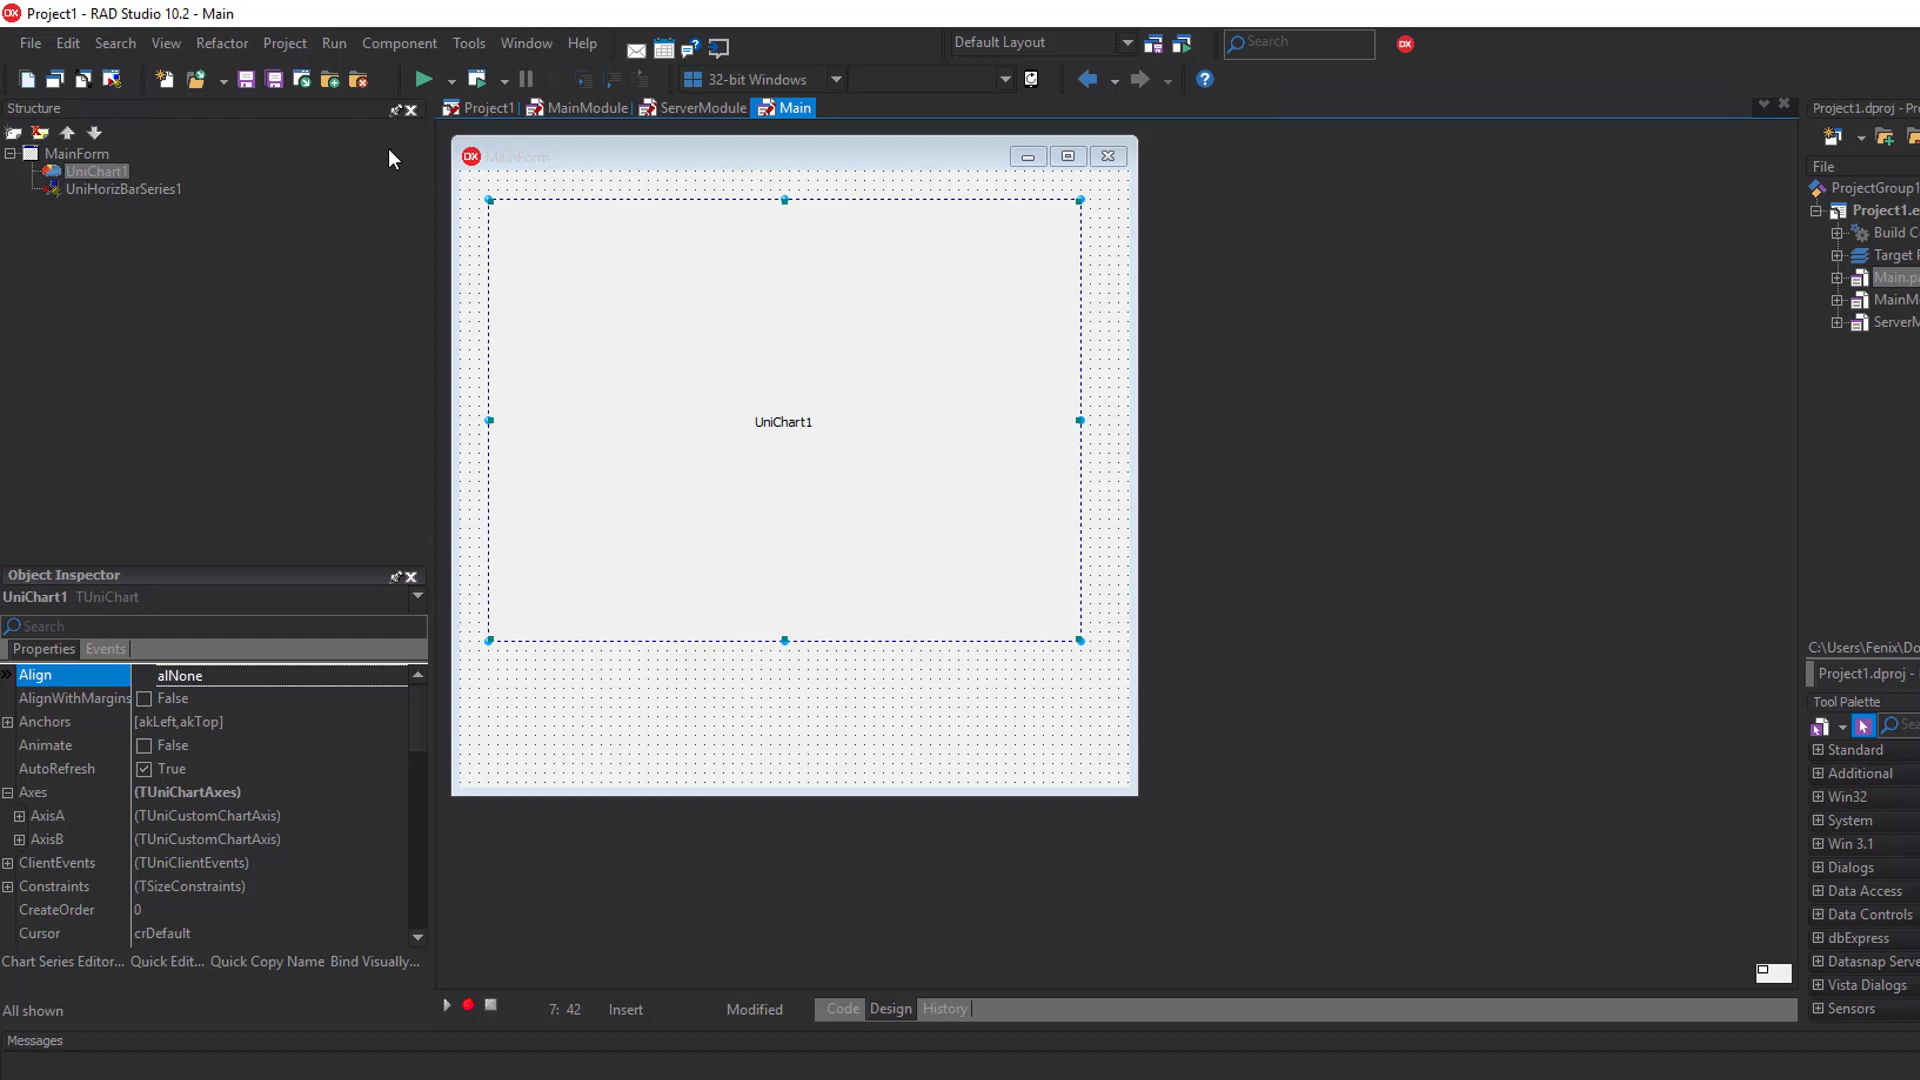 Project1 - RAD Studio 10.2 - Main
File Edit Search View Refactor Project Run Component Tools Window Help
Default Layout
Search
32-bit Windows
Structure
MainForm
UniChart1
UniHorizBarSeries1
Project1 MainModule ServerModule Main
MainForm
UniChart1
Object Inspector
UniChart1 TUniChart
Search
Properties Events
Align alNone
AlignWithMargins False
Anchors [akLeft,akTop]
Animate False
AutoRefresh True
Axes (TUniChartAxes)
AxisA (TUniCustomChartAxis)
AxisB (TUniCustomChartAxis)
ClientEvents (TUniClientEvents)
Constraints (TSizeConstraints)
CreateOrder 0
Cursor crDefault
Chart Series Editor... Quick Edit... Quick Copy Name Bind Visually...
All shown
7: 42 Insert Modified Code Design History
Messages
Project1.dproj - Pr
File
ProjectGroup1
Project1.e
Build C
Target P
Main.pa
MainM
ServerM
C:\Users\Fenix\Do
Project1.dproj -
Tool Palette
Sea
Standard
Additional
Win32
System
Win 3.1
Dialogs
Data Access
Data Controls
dbExpress
Datasnap Serve
Vista Dialogs
Sensors